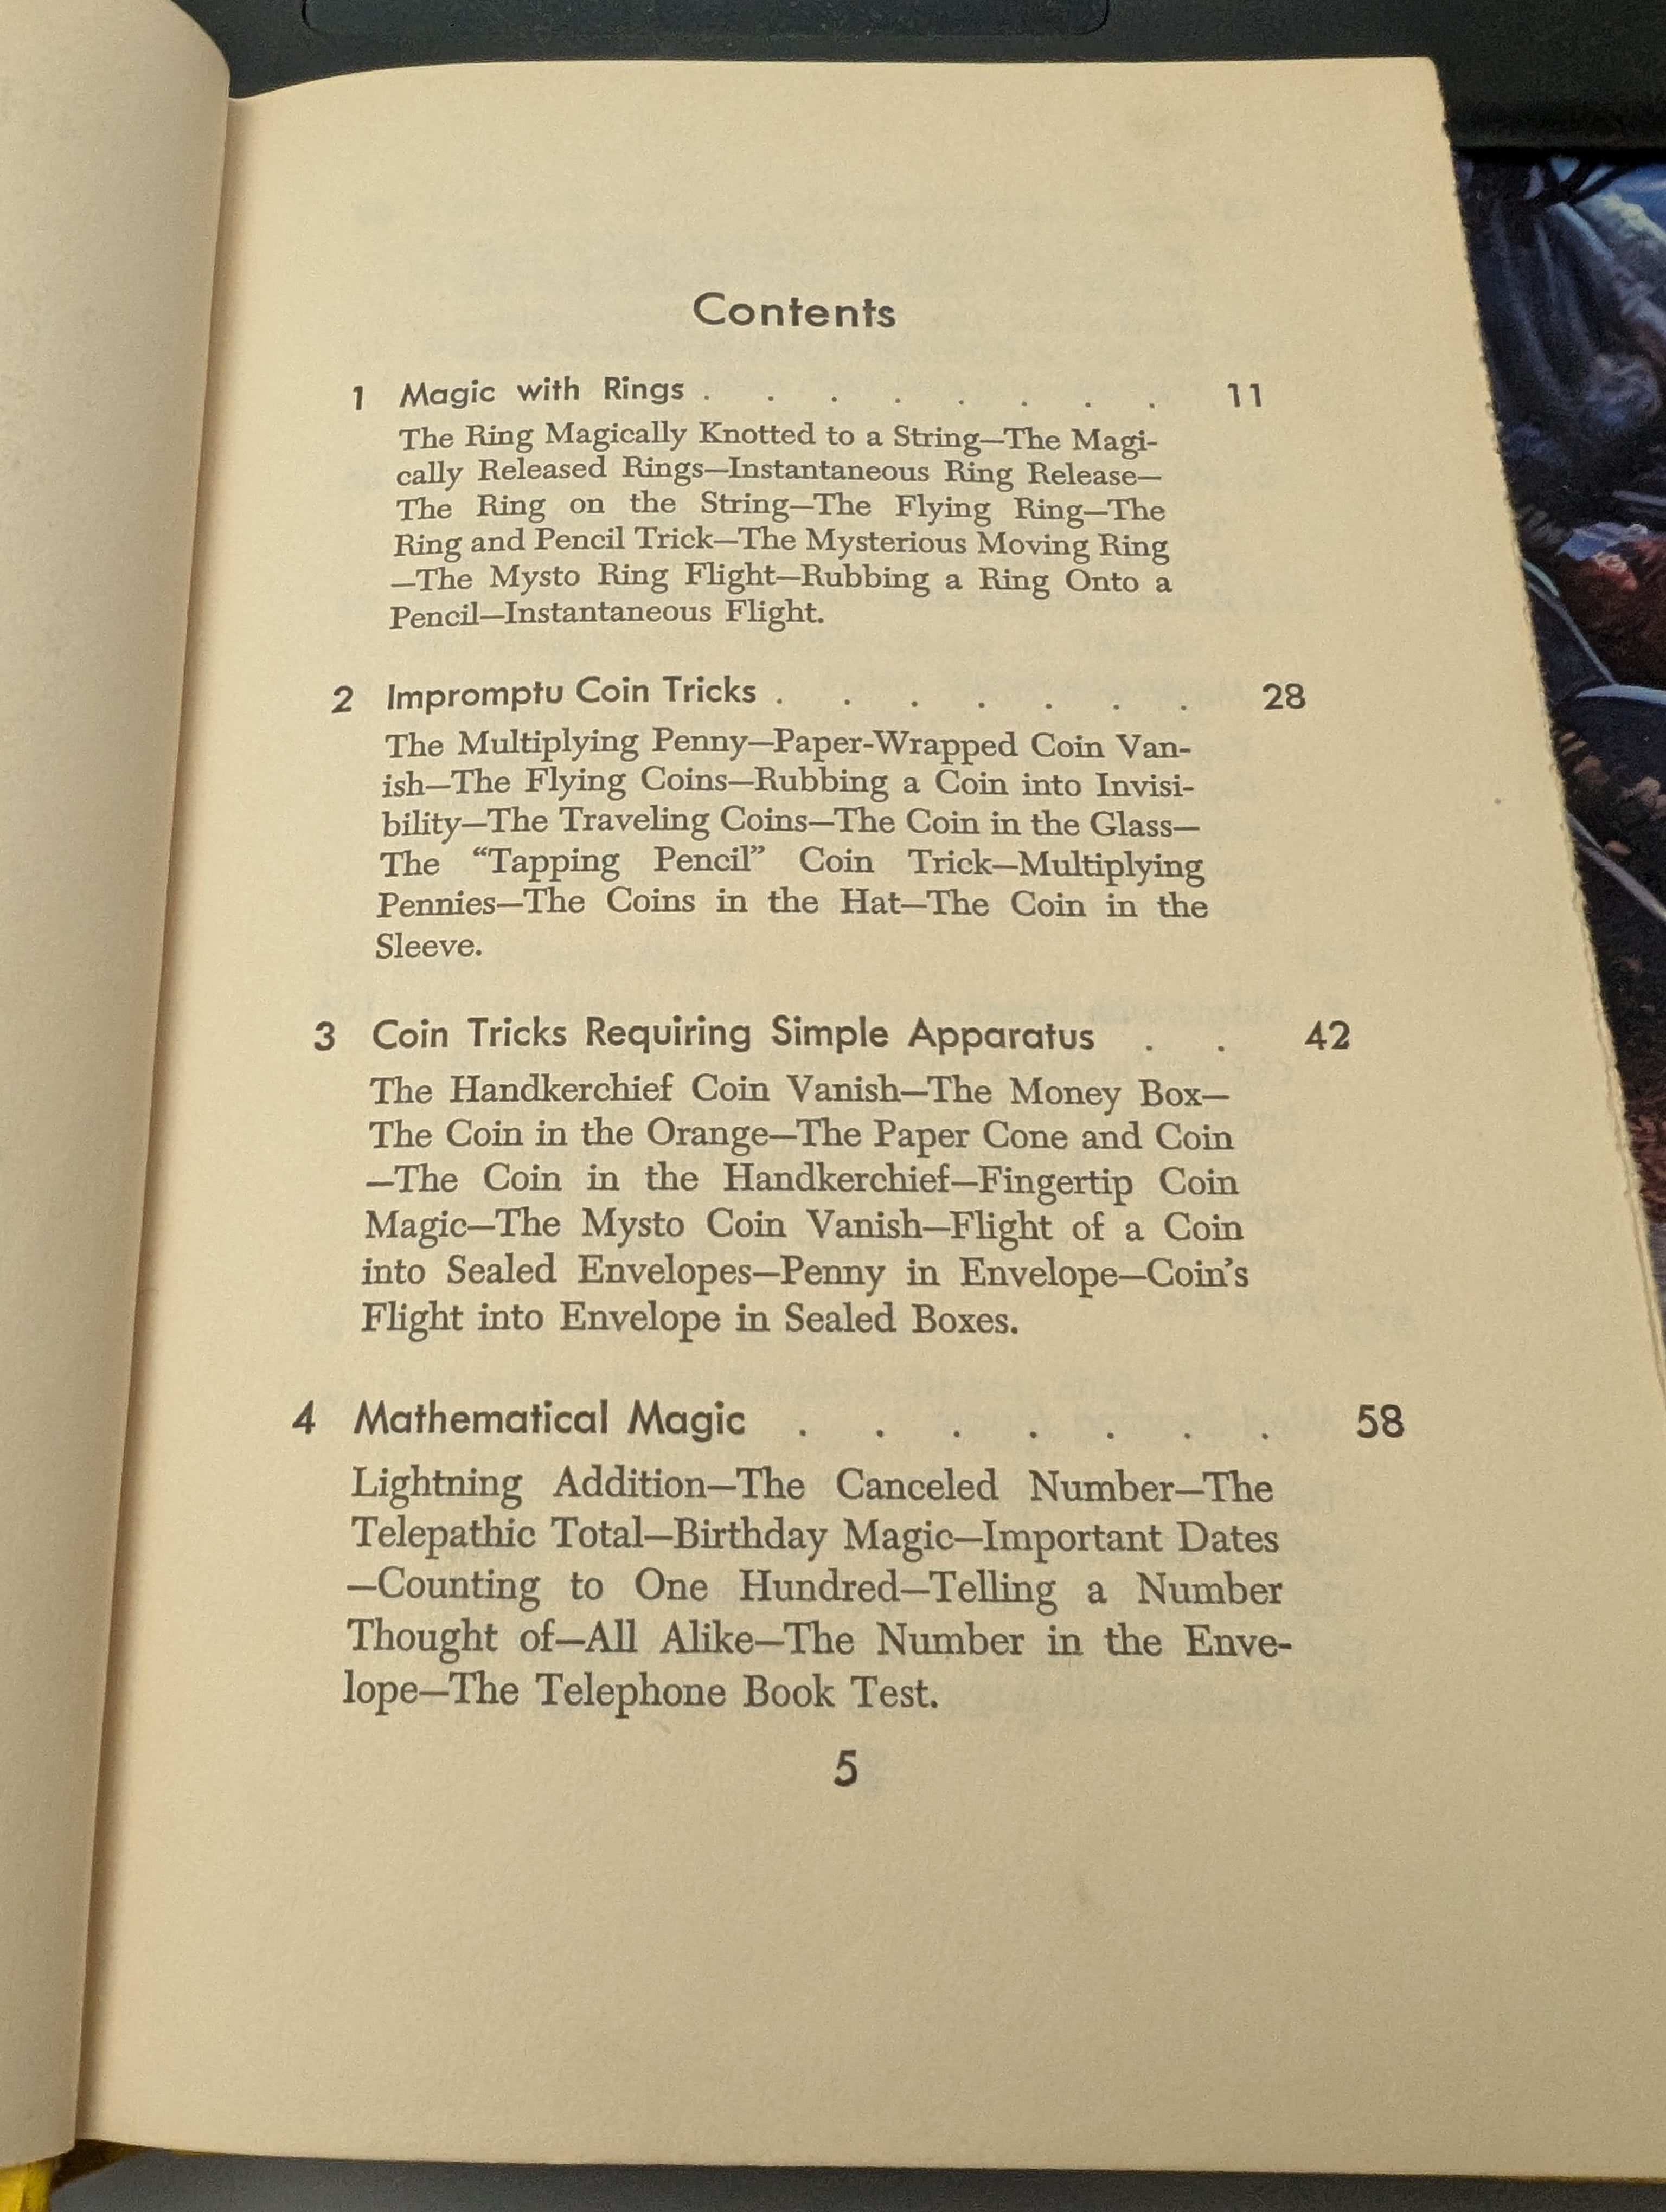 Contents
1 Magic with Rings . . . . . . . . 11
The Ring Magically Knotted to a String—The Magi-
cally Released Rings—Instantaneous Ring Release—
The Ring on the String—The Flying Ring—The
Ring and Pencil Trick—The Mysterious Moving Ring
—The Mysto Ring Flight—Rubbing a Ring Onto a
Pencil—Instantaneous Flight.
2 Impromptu Coin Tricks . . . . . . . 28
The Multiplying Penny—Paper-Wrapped Coin Van-
ish—The Flying Coins—Rubbing a Coin into Invisi-
bility—The Traveling Coins—The Coin in the Glass—
The “Tapping Pencil” Coin Trick—Multiplying
Pennies—The Coins in the Hat—The Coin in the
Sleeve.
3 Coin Tricks Requiring Simple Apparatus . . 42
The Handkerchief Coin Vanish—The Money Box—
The Coin in the Orange—The Paper Cone and Coin
—The Coin in the Handkerchief—Fingertip Coin
Magic—The Mysto Coin Vanish—Flight of a Coin
into Sealed Envelopes—Penny in Envelope—Coin’s
Flight into Envelope in Sealed Boxes.
4 Mathematical Magic . . . . . . . 58
Lightning Addition—The Canceled Number—The
Telepathic Total—Birthday Magic—Important Dates
—Counting to One Hundred—Telling a Number
Thought of—All Alike—The Number in the Enve-
lope—The Telephone Book Test.
5